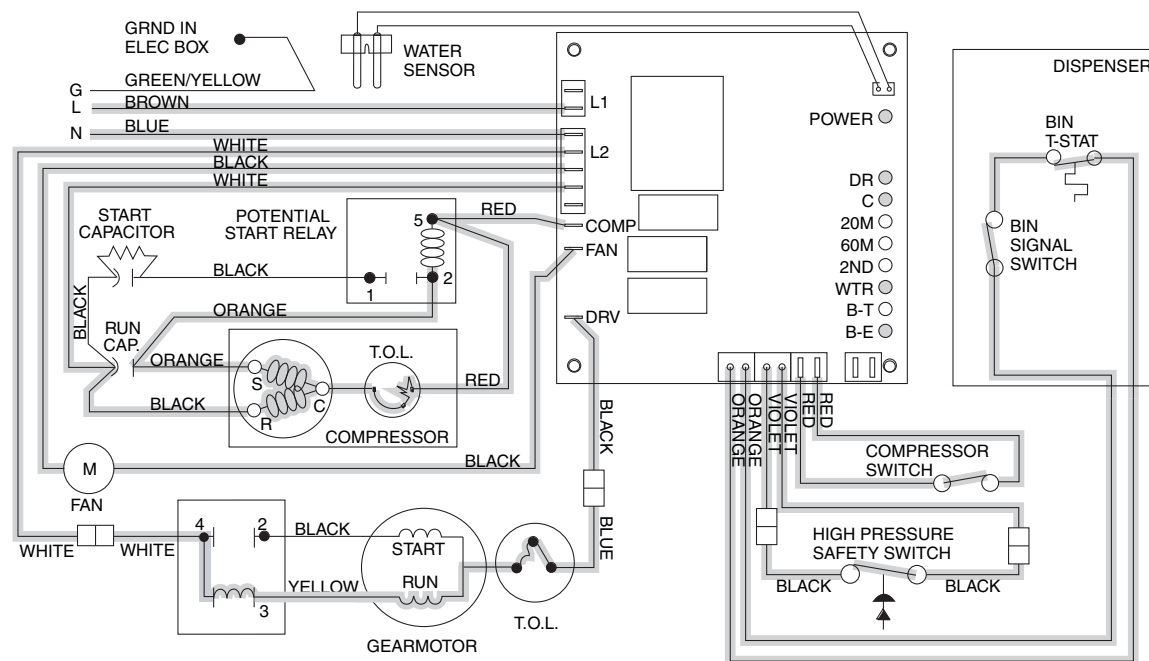 GRND IN
ELEC BOX
WATER
SENSOR
DISPENSER
G
GREEN/YELLOW
L
BROWN
L1
POWER
N
BLUE
BIN
T-STAT
WHITE
L2
BLACK
WHITE
DR
C
START
CAPACITOR
POTENTIAL
START RELAY
5
RED
COMP
20M
FAN
60M
BIN
SIGNAL
SWITCH
BLACK
1
2
2ND
WTR
BLACK
ORANGE
DRV
B-T
RUN
CAP.
B-E
ORANGE
T.O.L.
S
RED
C
BLACK
R
COMPRESSOR
BLACK
ORANGE
ORANGE
VIOLET
VIOLET
RED
RED
M
BLACK
FAN
COMPRESSOR
SWITCH
4
2
BLACK
START
BLUE
HIGH PRESSURE
SAFETY SWITCH
WHITE
WHITE
YELLOW
RUN
3
BLACK
BLACK
GEARMOTOR
T.O.L.